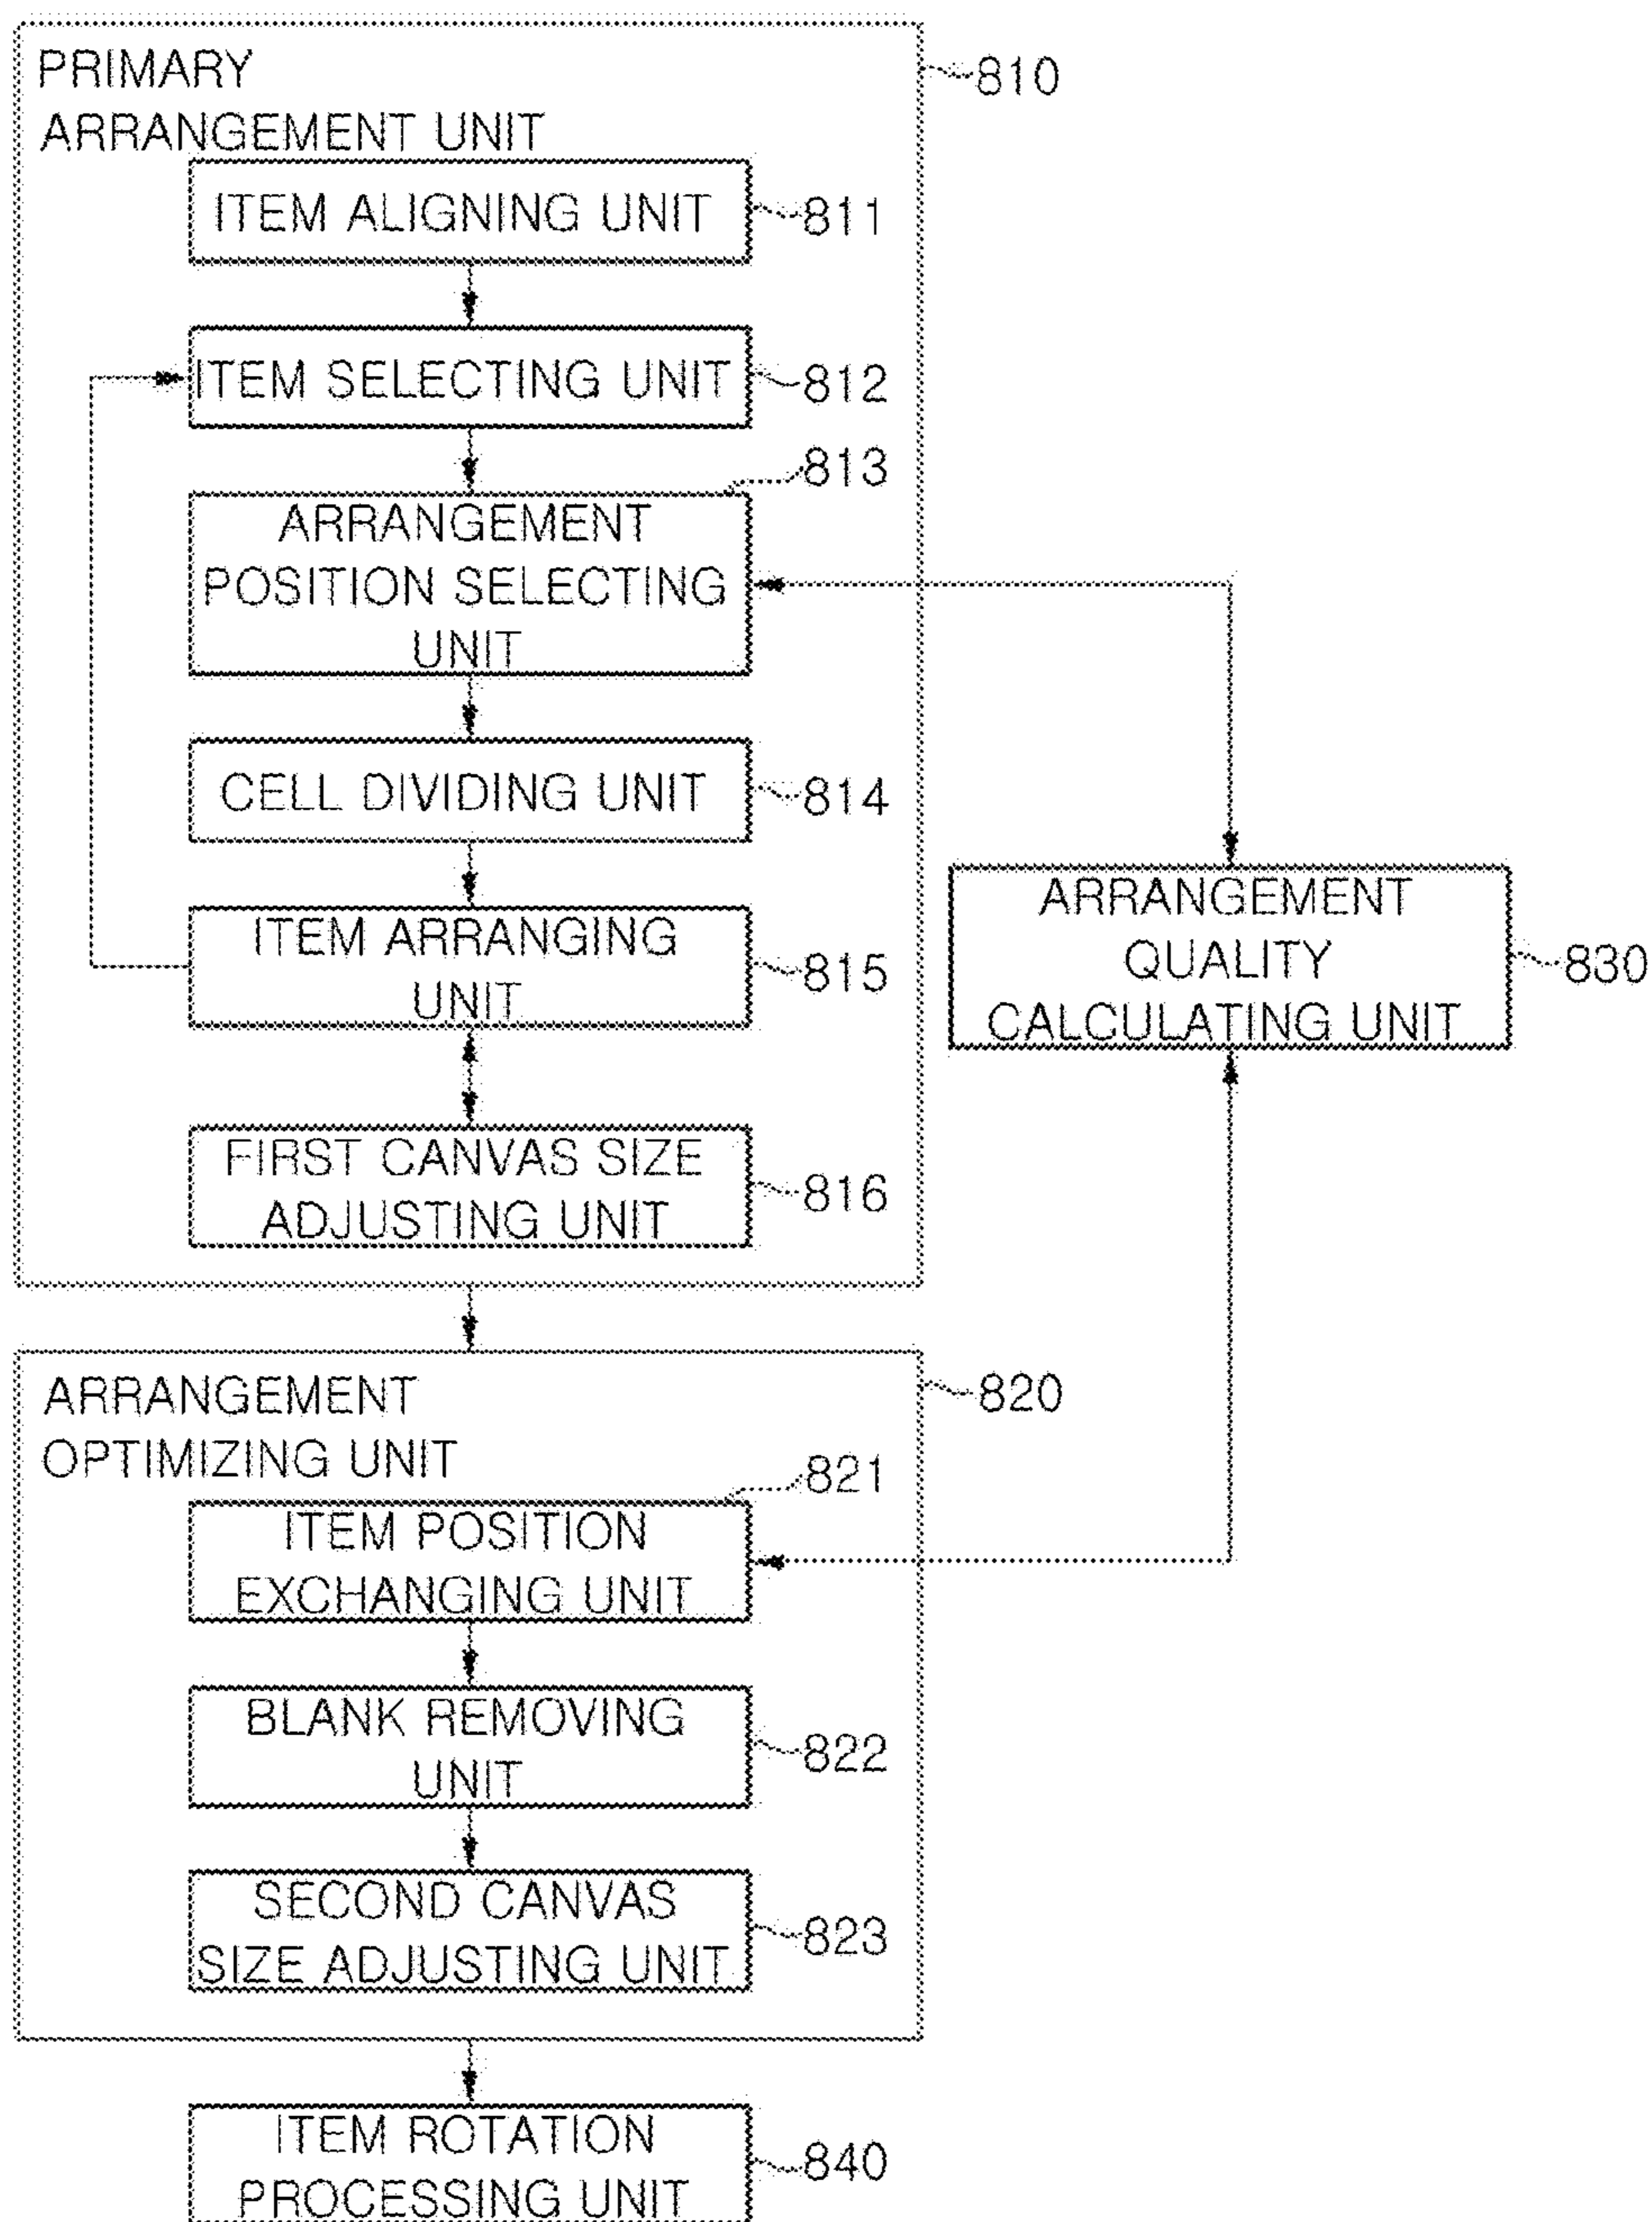 PRIMARY
ARRANGEMENT UNIT
810
ITEM ALIGNING UNIT
811
ITEM SELECTING UNIT
812
813
ARRANGEMENT
POSITION SELECTING
UNIT
CELL DIVIDING UNIT
814
ITEM ARRANGING
UNIT
815
ARRANGEMENT
QUALITY
CALCULATING UNIT
830
FIRST CANVAS SIZE
ADJUSTING UNIT
816
ARRANGEMENT
OPTIMIZING UNIT
820
821
ITEM POSITION
EXCHANGING UNIT
BLANK REMOVING
UNIT
822
SECOND CANVAS
SIZE ADJUSTING UNIT
823
ITEM ROTATION
PROCESSING UNIT
840